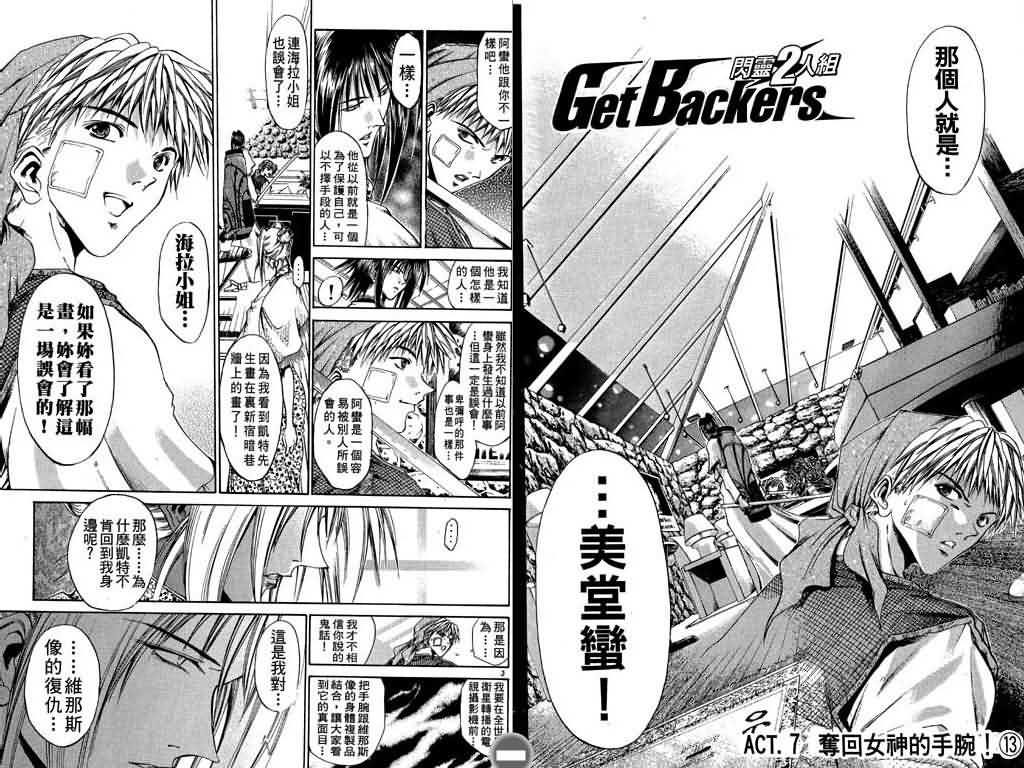 那個人就是…
閃靈2人組
Get Backers
…美堂蠻！
ACT. 7 奪回女神的手腕！⑬
阿蠻他跟你不一
樣吧…
一樣…
他從以前就是一個
為了保護自己，可
以不擇手段的人…
連海拉小姐
也誤會了…
我知道
他是一
個怎樣
的人…
！
……
雖然我不知道以前阿
蠻身上發生過什麼事
…但這一定是誤會！
卑彌呼的那件
事也是一樣…
阿蠻是一個容
易被別人所誤
會的人。
因為我看到凱特先
生畫在裏新宿暗巷
牆上的畫了！
海拉小姐…
如果妳看了那幅
畫，妳會了解這
是一場誤會的！
…
那麼……為
什麼凱特不
肯回到我身
邊呢？
那是因
為…
我才不相
信你說的
鬼話！
這是我對…
……維那斯
像的復仇…
2
我要在全世界
衛星轉播的電
視攝影機前，
把手腕跟維那斯
像的身體複製品
結合，讓大家看
到它的真面目…